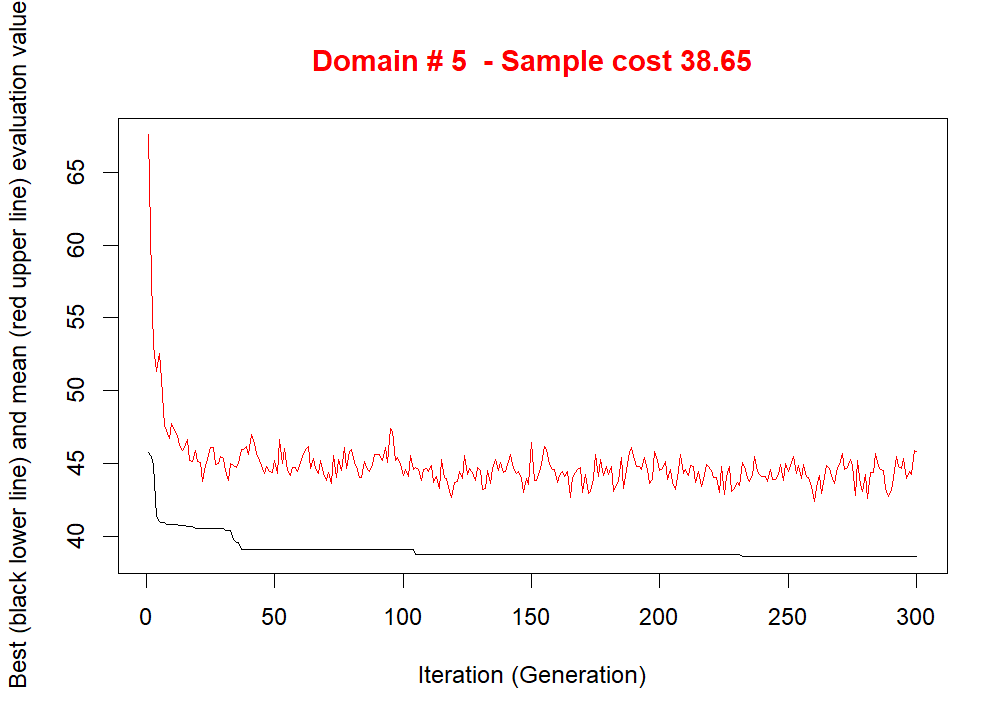 Domain # 5  - Sample cost 38.65
Best (black lower line) and mean (red upper line) evaluation value
65
60
55
50
45
40
0 50 100 150 200 250 300
Iteration (Generation)